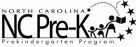 NORTH CAROLINA
NC Pre-K
Prekindergarten Program